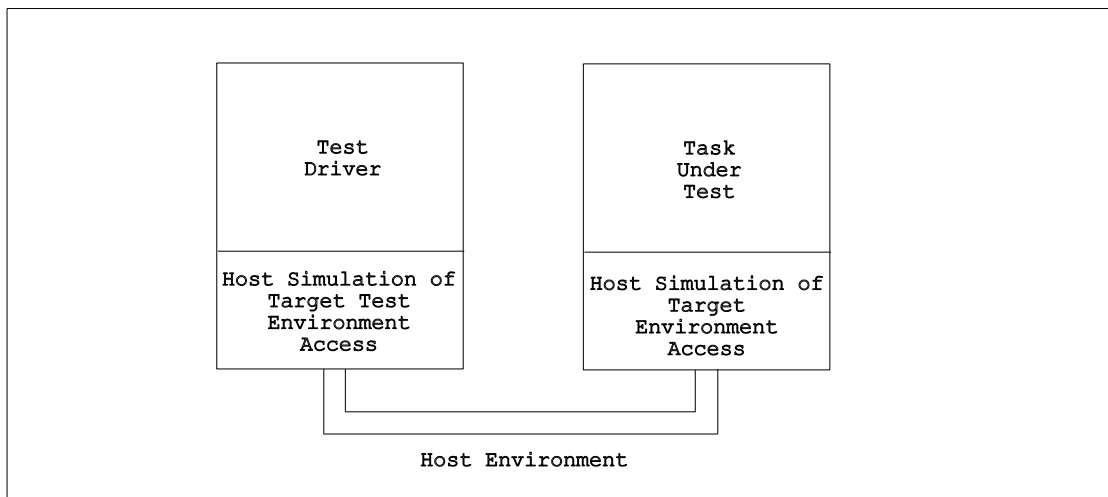 Test
Driver
Host Simulation of
Target Test
Environment
Access
Task
Under
Test
Host Simulation of
Target
Environment
Access
Host Environment